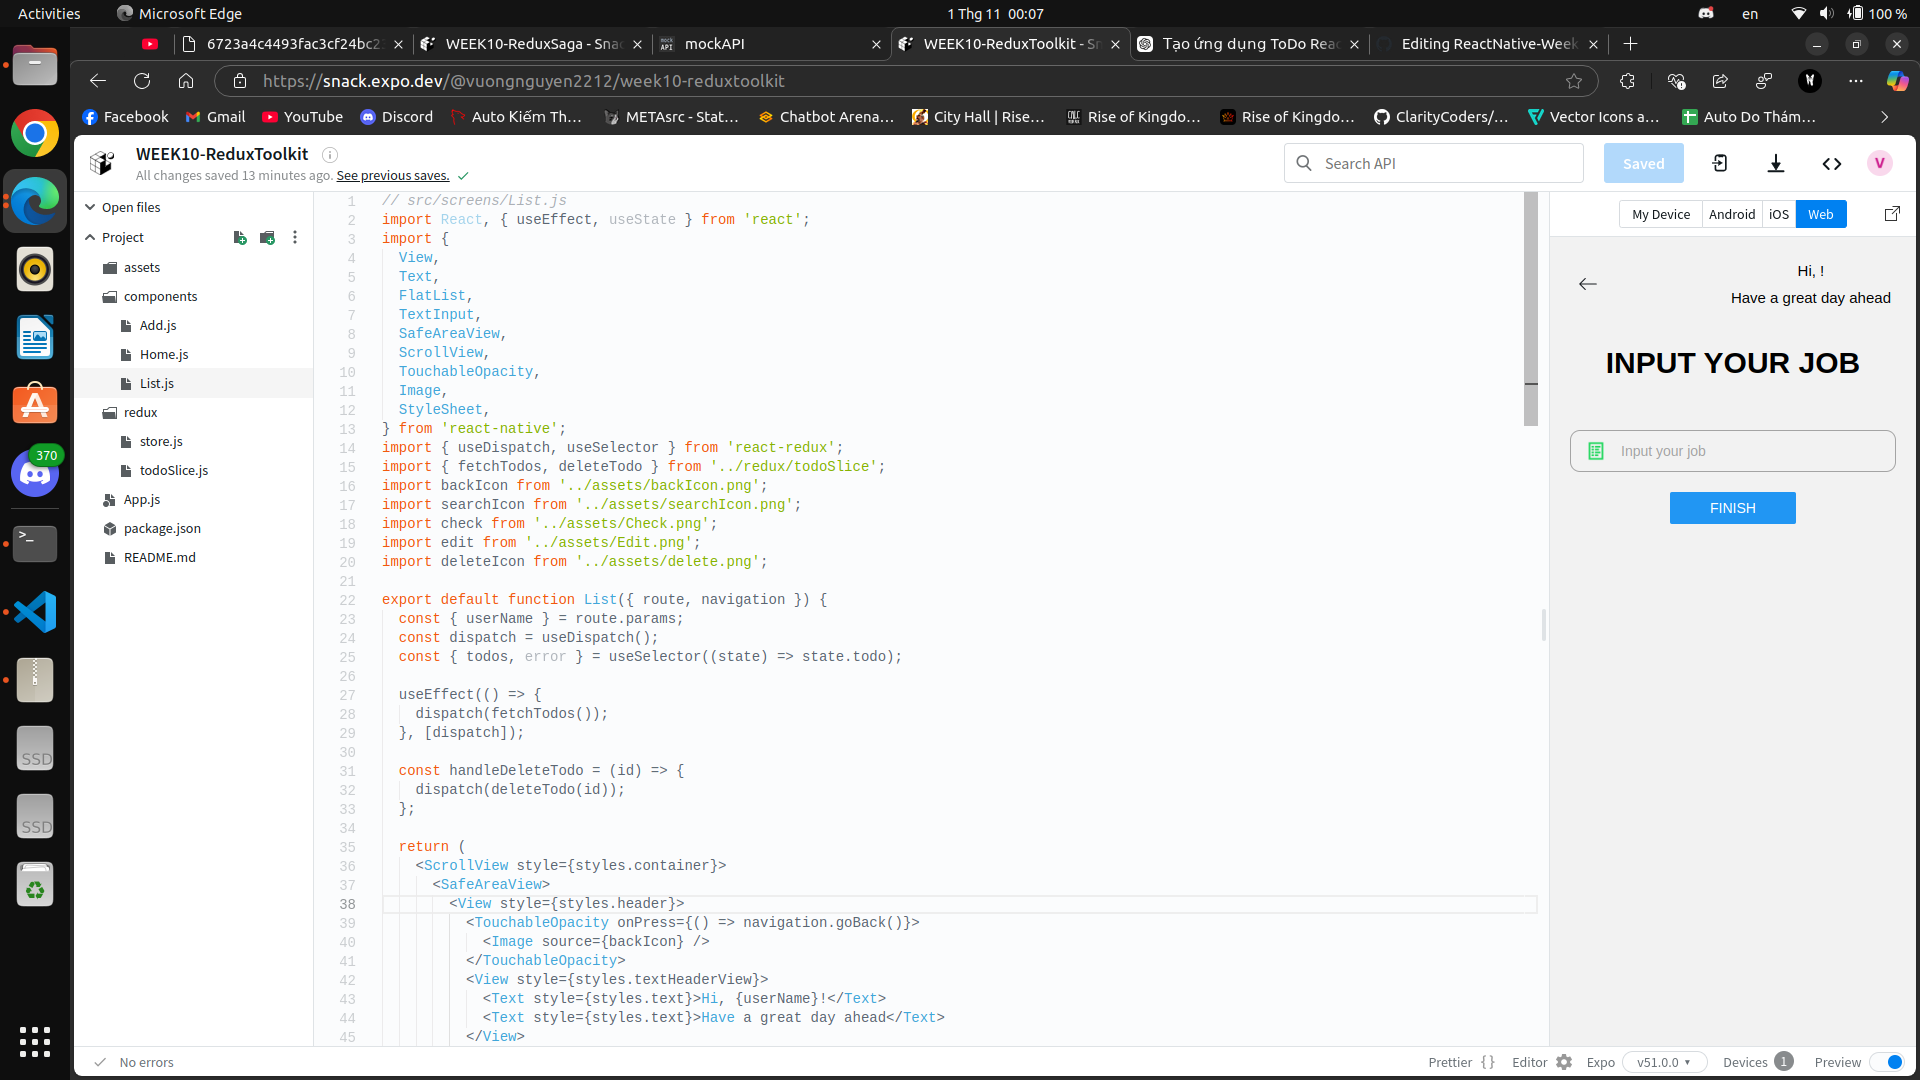 Activities
Microsoft Edge
1 Thg 11  00:07
en
100 %
6723a4c4493fac3cf24bc2
WEEK10-ReduxSaga - Snac
mockAPI
WEEK10-ReduxToolkit - Sn
Tạo ứng dụng ToDo Reac
Editing ReactNative-Week
https://snack.expo.dev/@vuongnguyen2212/week10-reduxtoolkit
Facebook
Gmail
YouTube
Discord
Auto Kiếm Th...
METAsrc - Stat...
Chatbot Arena...
City Hall | Rise...
Rise of Kingdo...
Rise of Kingdo...
ClarityCoders/...
Vector Icons a...
Auto Do Thám...
WEEK10-ReduxToolkit
All changes saved 13 minutes ago. See previous saves.
Search API
Saved
V
Open files
Project
assets
components
Add.js
Home.js
List.js
redux
store.js
todoSlice.js
App.js
package.json
README.md
370
SSD
SSD
1 // src/screens/List.js
2 import React, { useEffect, useState } from 'react';
3 import {
4   View,
5   Text,
6   FlatList,
7   TextInput,
8   SafeAreaView,
9   ScrollView,
10   TouchableOpacity,
11   Image,
12   StyleSheet,
13 } from 'react-native';
14 import { useDispatch, useSelector } from 'react-redux';
15 import { fetchTodos, deleteTodo } from '../redux/todoSlice';
16 import backIcon from '../assets/backIcon.png';
17 import searchIcon from '../assets/searchIcon.png';
18 import check from '../assets/Check.png';
19 import edit from '../assets/Edit.png';
20 import deleteIcon from '../assets/delete.png';
21
22 export default function List({ route, navigation }) {
23   const { userName } = route.params;
24   const dispatch = useDispatch();
25   const { todos, error } = useSelector((state) => state.todo);
26
27   useEffect(() => {
28     dispatch(fetchTodos());
29   }, [dispatch]);
30
31   const handleDeleteTodo = (id) => {
32     dispatch(deleteTodo(id));
33   };
34
35   return (
36     <ScrollView style={styles.container}>
37       <SafeAreaView>
38         <View style={styles.header}>
39           <TouchableOpacity onPress={() => navigation.goBack()}>
40             <Image source={backIcon} />
41           </TouchableOpacity>
42           <View style={styles.textHeaderView}>
43             <Text style={styles.text}>Hi, {userName}!</Text>
44             <Text style={styles.text}>Have a great day ahead</Text>
45           </View>
My Device
Android
iOS
Web
Hi, !
Have a great day ahead
INPUT YOUR JOB
Input your job
FINISH
No errors
Prettier { }
Editor
Expo
v51.0.0
Devices 1
Preview